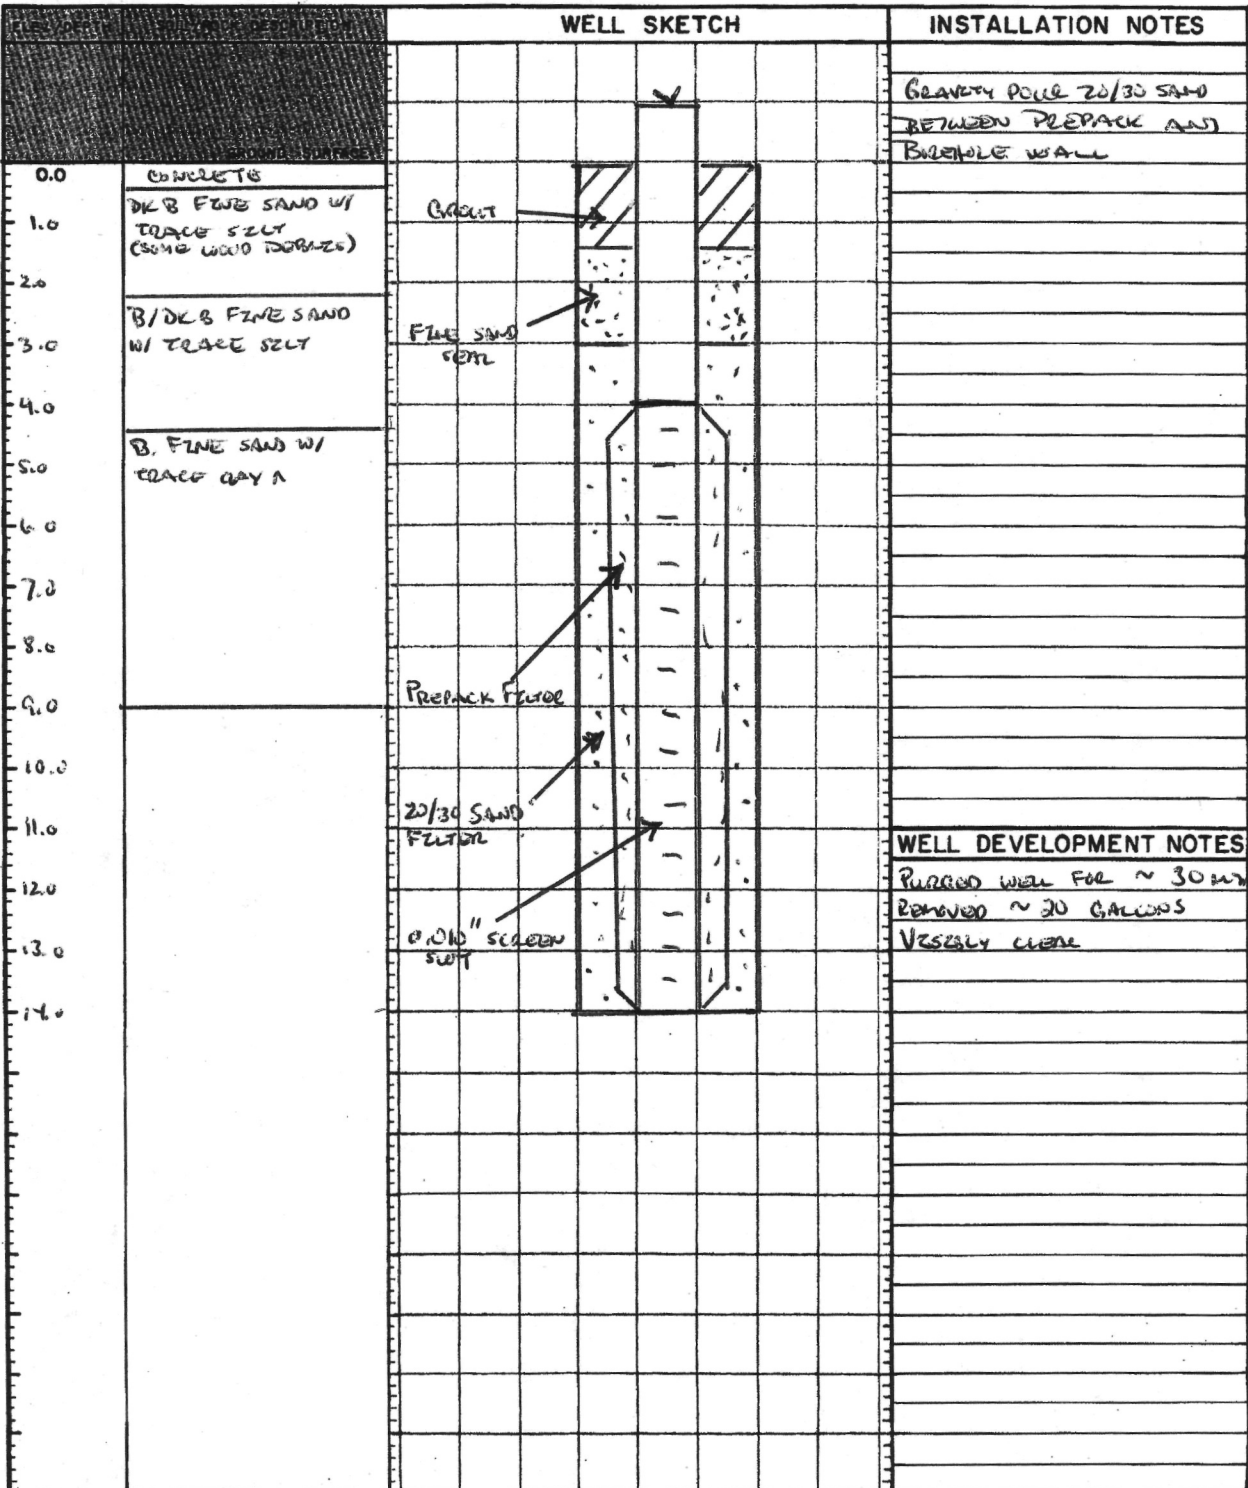 WELL SKETCH
INSTALLATION NOTES
GROUND SURFACE
GRAVITY POUR 20/30 SAND
BETWEEN PREPACK AND
BOREHOLE WALL
0.0
1.0
2.0
3.0
4.0
5.0
6.0
7.0
8.0
9.0
10.0
11.0
12.0
13.0
14.0
CONCRETE
DK B FINE SAND W/
TRACE SILT
(SOME WOOD DEBRIS)
B/DK B FINE SAND
W/ TRACE SILT
B. FINE SAND W/
TRACE CLAY
GROUT
FINE SAND
SEAL
PREPACK FILTER
20/30 SAND
FILTER
0.010" SCREEN
SLOT
WELL DEVELOPMENT NOTES
PURGED WELL FOR ~ 30 MIN
REMOVED ~ 20 GALLONS
VISIBLY CLEAR